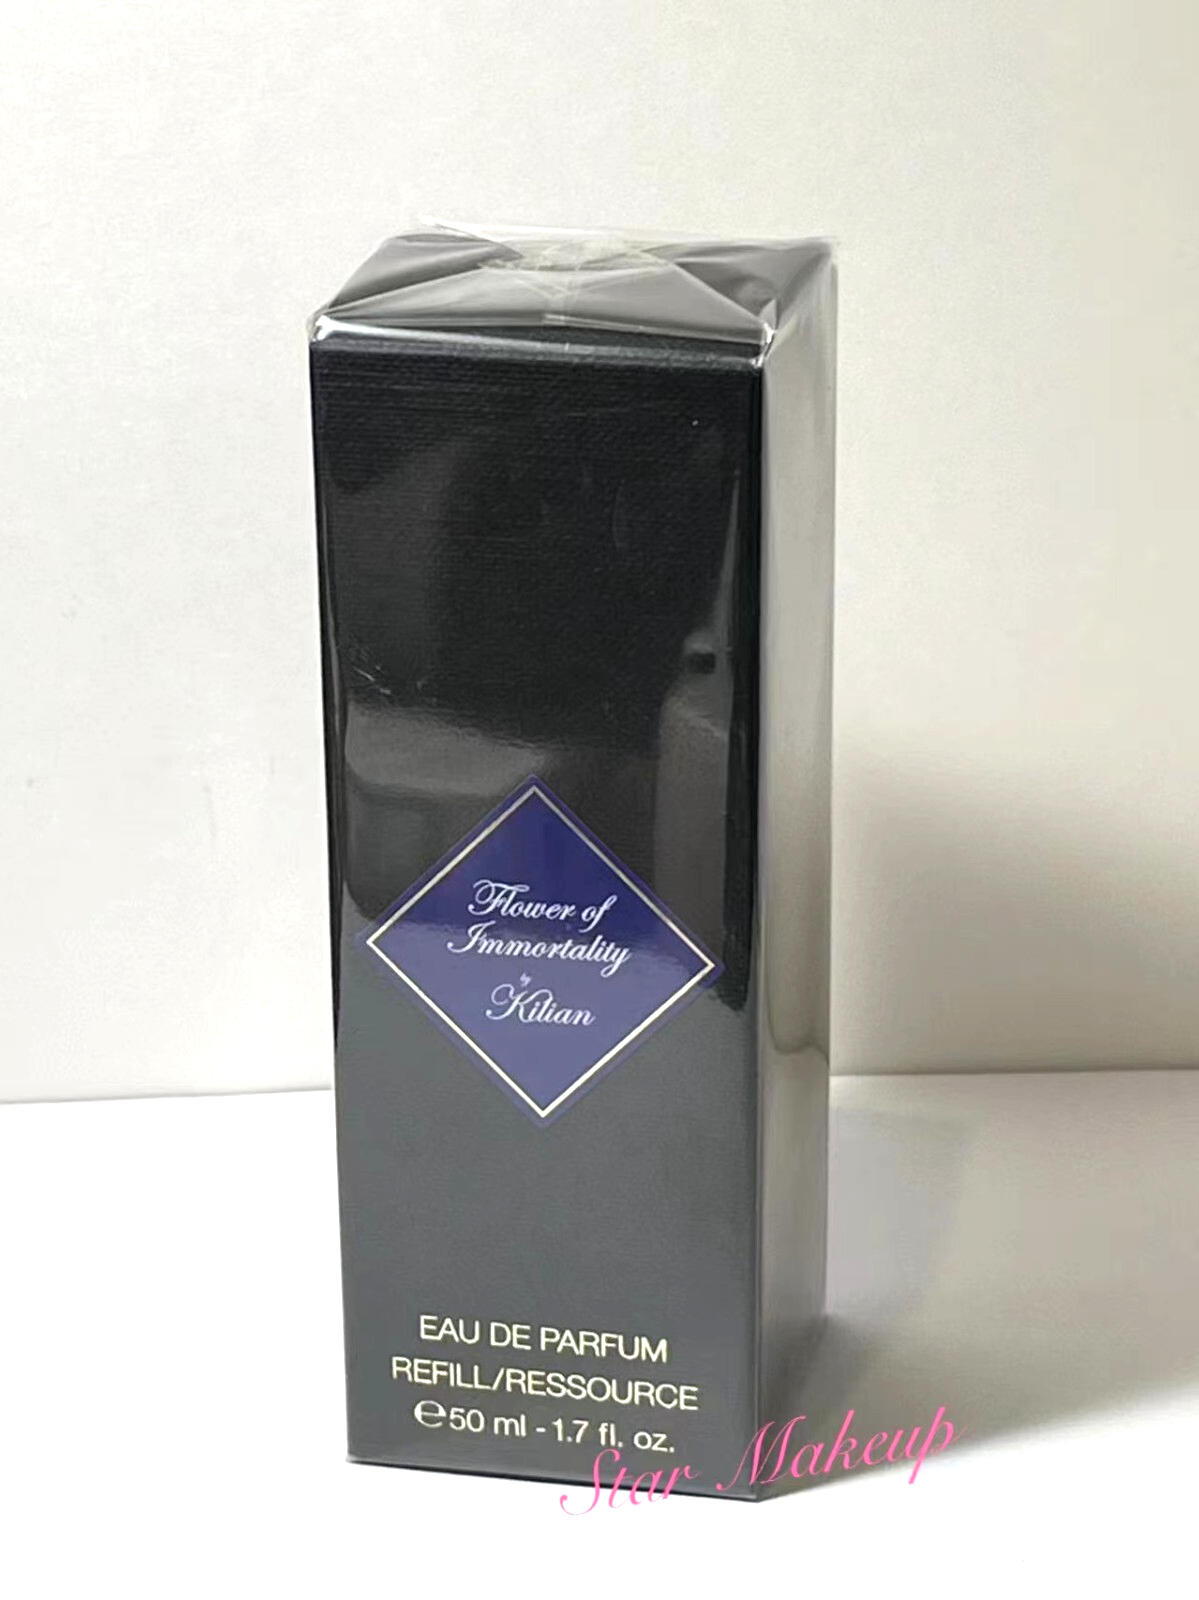 Flower of
Immortality
by
Kilian
EAU DE PARFUM
REFILL/RESSOURCE
℮50 ml - 1.7 fl. oz.
Star Makeup